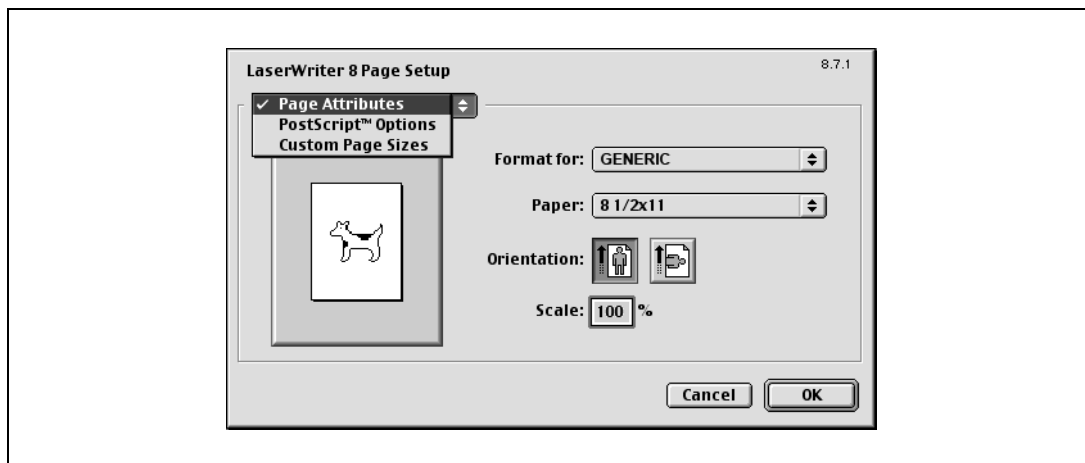 LaserWriter 8 Page Setup
8.7.1
✓ Page Attributes
PostScript™ Options
Custom Page Sizes
Format for: GENERIC
Paper: 8 1/2x11
Orientation:
Scale: 100 %
Cancel OK